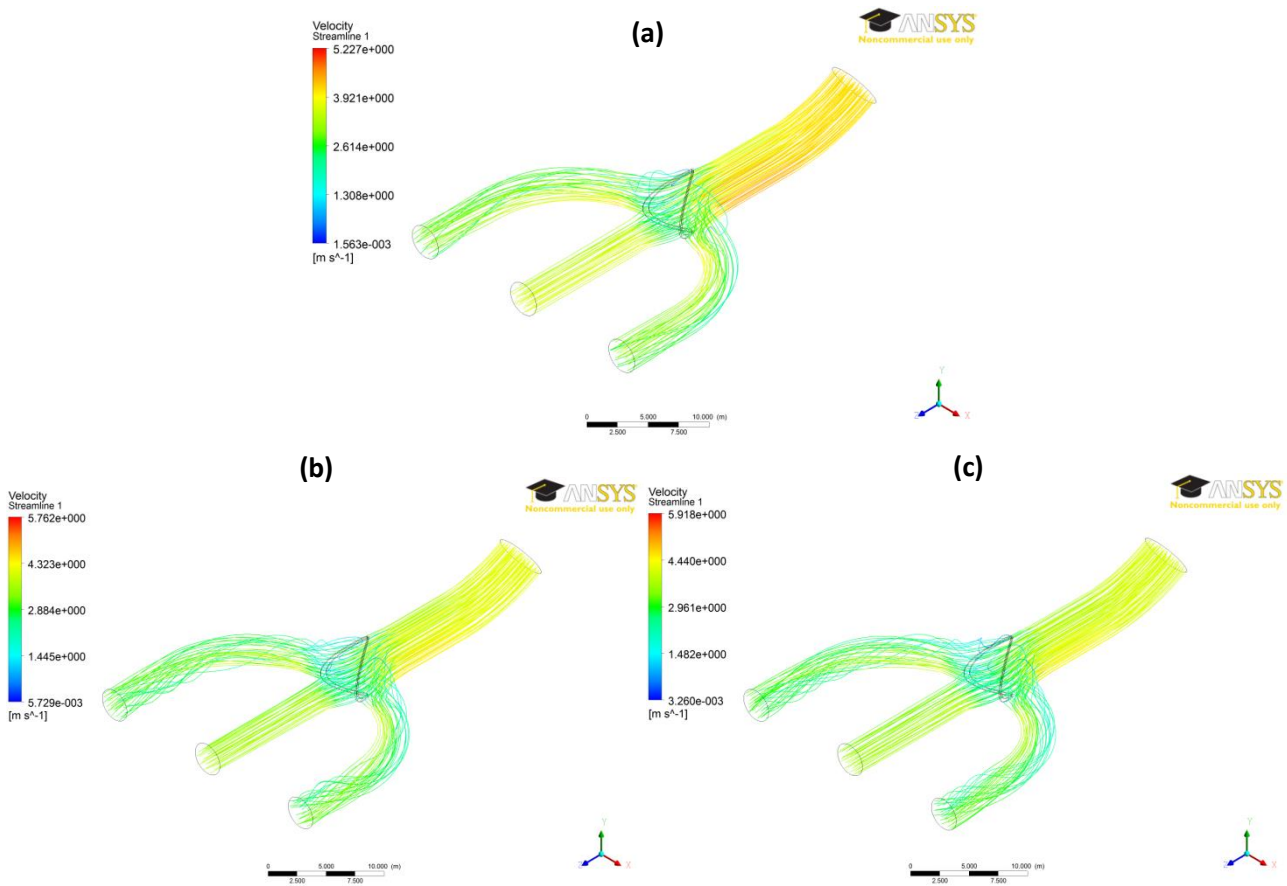 (a)
Velocity
Streamline 1
5.227e+000
3.921e+000
2.614e+000
1.308e+000
1.563e-003
[m s^-1]
ANSYS
Noncommercial use only
Y
Z
X
0 5.000 10.000 (m)
2.500 7.500
(b)
Velocity
Streamline 1
5.762e+000
4.323e+000
2.884e+000
1.445e+000
5.729e-003
[m s^-1]
ANSYS
Noncommercial use only
Y
Z
X
0 5.000 10.000 (m)
2.500 7.500
(c)
Velocity
Streamline 1
5.918e+000
4.440e+000
2.961e+000
1.482e+000
3.260e-003
[m s^-1]
ANSYS
Noncommercial use only
Y
Z
X
0 5.000 10.000 (m)
2.500 7.500